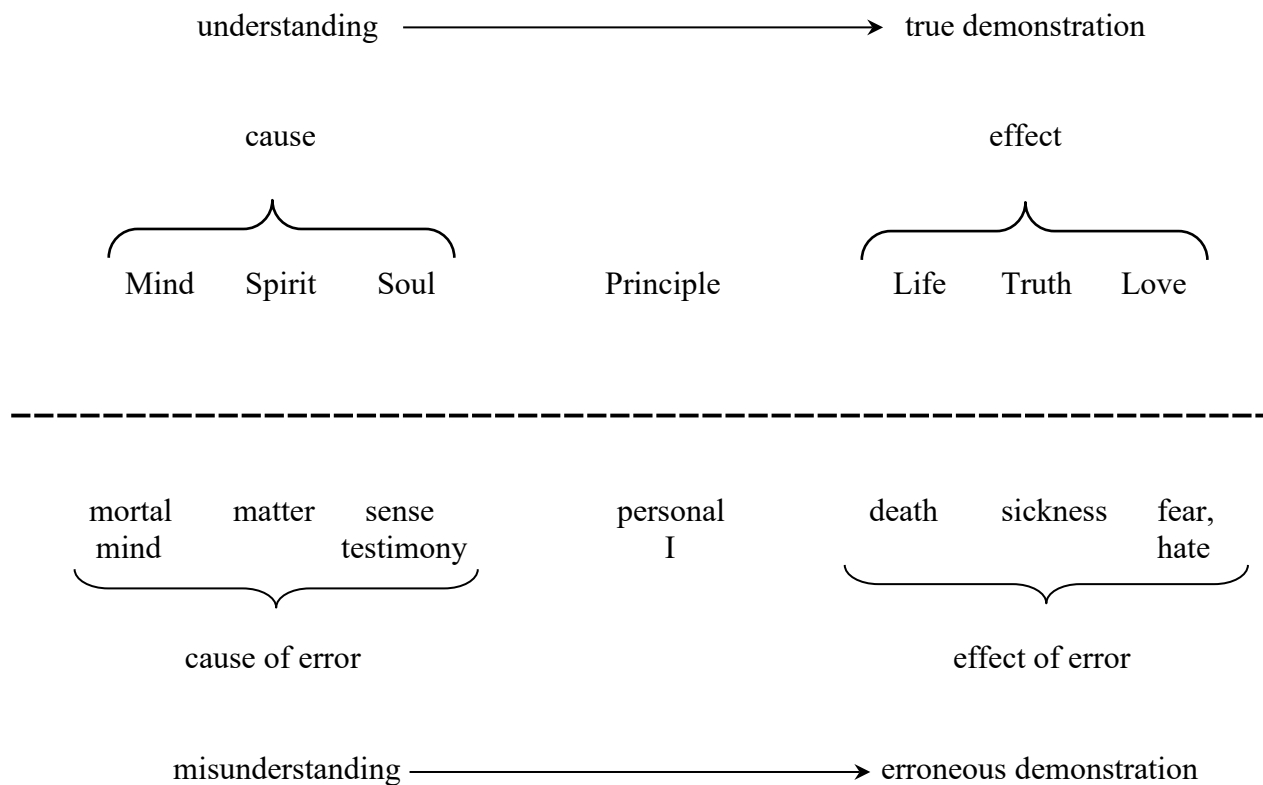 understanding true demonstration
cause effect
Mind Spirit Soul Principle Life Truth Love
mortal matter sense personal death sickness fear,
mind testimony I hate
cause of error effect of error
misunderstanding erroneous demonstration